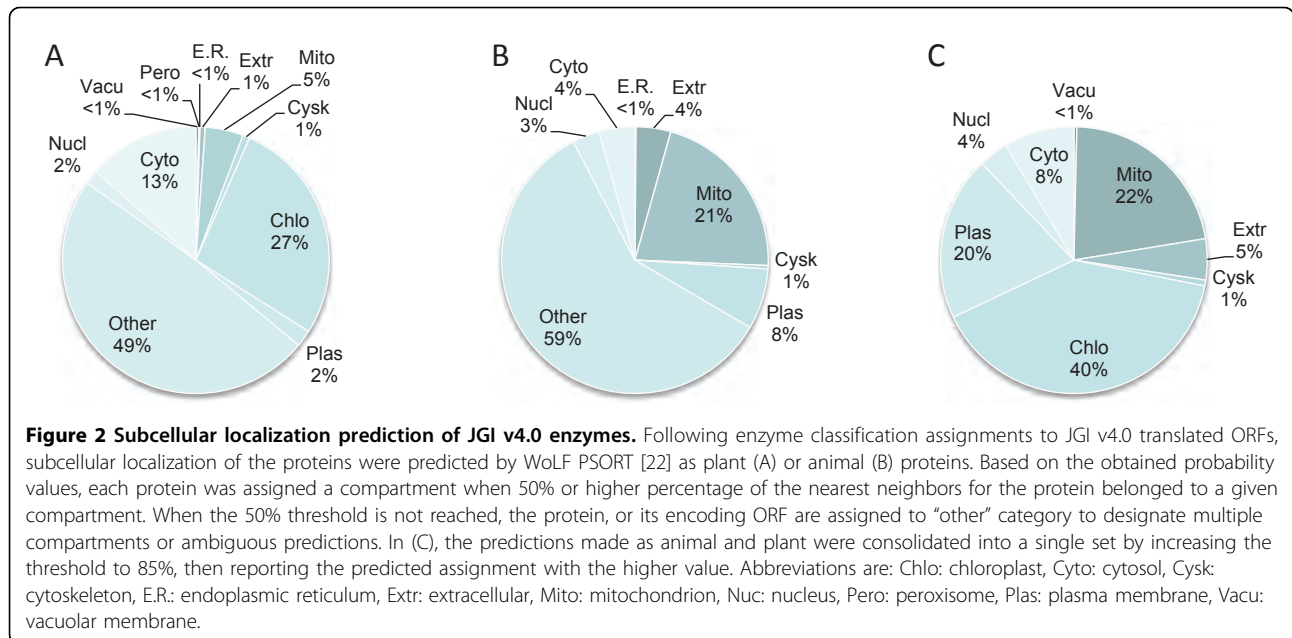 A
Vacu
<1%
Pero
<1%
E.R.
<1%
Extr
1%
Mito
5%
Cysk
1%
Nucl
2%
Cyto
13%
Chlo
27%
Other
49%
Plas
2%
B
Nucl
3%
Cyto
4%
E.R.
<1%
Extr
4%
Mito
21%
Cysk
1%
Plas
8%
Other
59%
C
Vacu
<1%
Nucl
4%
Cyto
8%
Mito
22%
Extr
5%
Cysk
1%
Plas
20%
Chlo
40%
Figure 2 Subcellular localization prediction of JGI v4.0 enzymes. Following enzyme classification assignments to JGI v4.0 translated ORFs,
subcellular localization of the proteins were predicted by WoLF PSORT [22] as plant (A) or animal (B) proteins. Based on the obtained probability
values, each protein was assigned a compartment when 50% or higher percentage of the nearest neighbors for the protein belonged to a given
compartment. When the 50% threshold is not reached, the protein, or its encoding ORF are assigned to “other” category to designate multiple
compartments or ambiguous predictions. In (C), the predictions made as animal and plant were consolidated into a single set by increasing the
threshold to 85%, then reporting the predicted assignment with the higher value. Abbreviations are: Chlo: chloroplast, Cyto: cytosol, Cysk:
cytoskeleton, E.R.: endoplasmic reticulum, Extr: extracellular, Mito: mitochondrion, Nuc: nucleus, Pero: peroxisome, Plas: plasma membrane, Vacu:
vacuolar membrane.